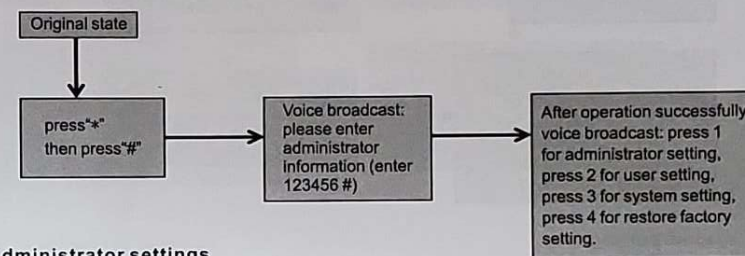 Original state
press“*”
then press“#”
Voice broadcast:
please enter
administrator
information (enter
123456 #)
After operation successfully
voice broadcast: press 1
for administrator setting,
press 2 for user setting,
press 3 for system setting,
press 4 for restore factory
setting.
dministrator settings